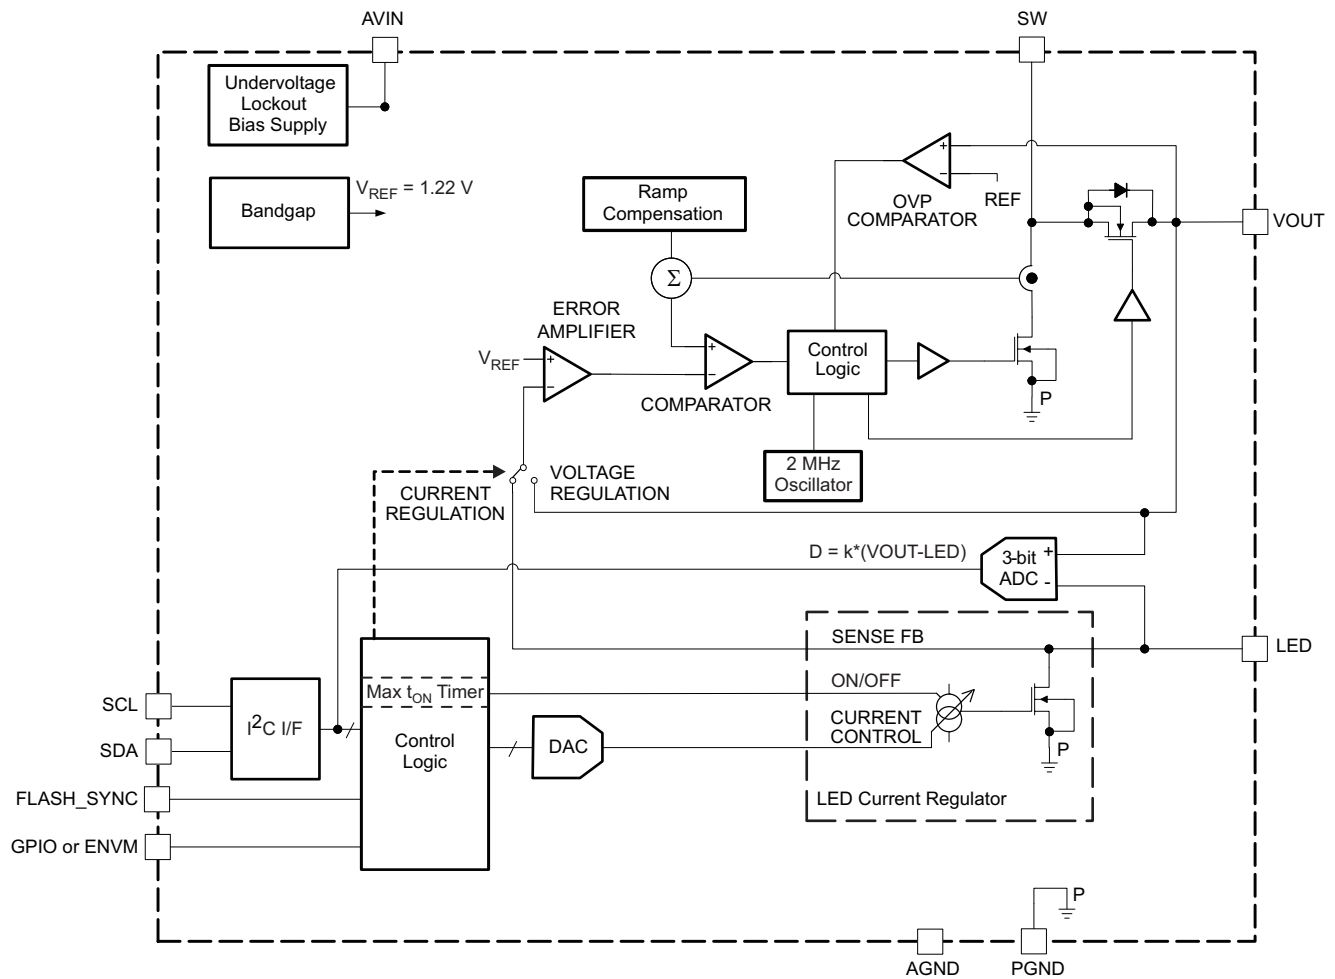 AVIN
SW
Undervoltage
Lockout
Bias Supply
VREF = 1.22 V
Bandgap
Ramp
Compensation
+
−
REF
OVP
COMPARATOR
VOUT
Σ
ERROR
AMPLIFIER
VREF
+
−
+
−
COMPARATOR
Control
Logic
P
2 MHz
Oscillator
VOLTAGE
REGULATION
CURRENT
REGULATION
D = k*(VOUT-LED)
3-bit
ADC
+
-
SENSE FB
LED
ON/OFF
CURRENT
CONTROL
P
LED Current Regulator
Max tON Timer
Control
Logic
DAC
I2C I/F
SCL
SDA
FLASH_SYNC
GPIO or ENVM
P
AGND
PGND